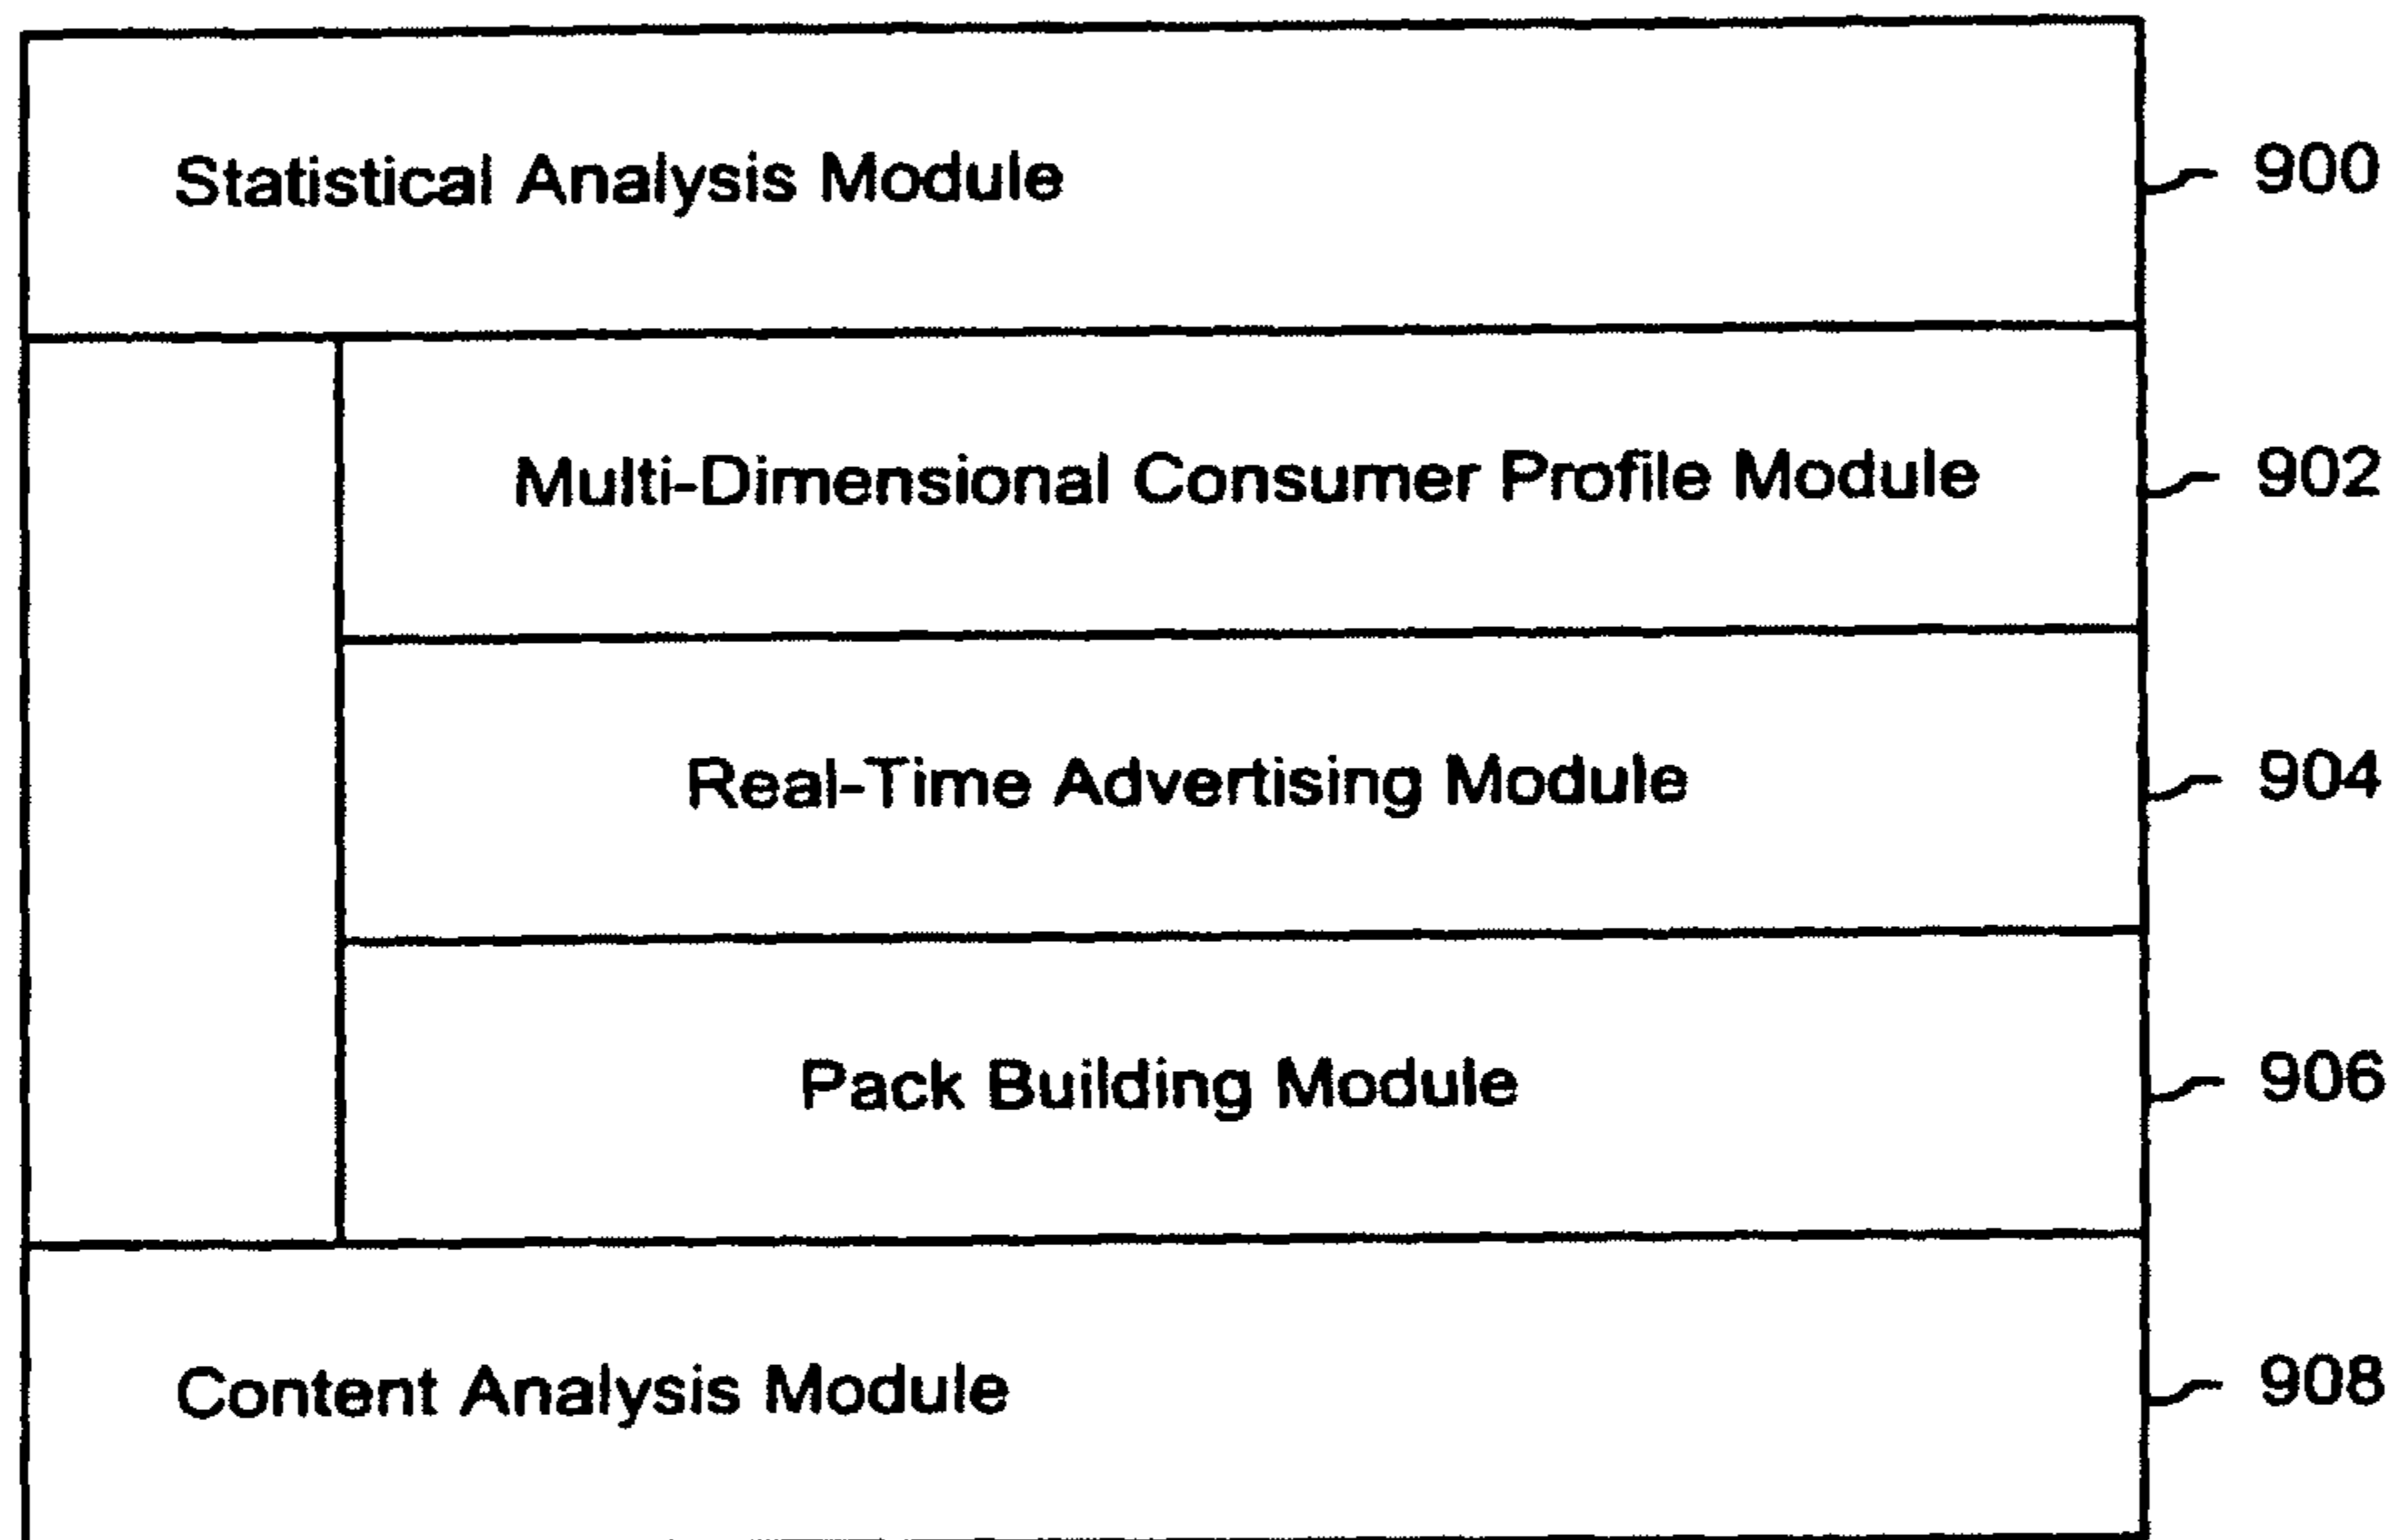 Statistical Analysis Module 900
Multi-Dimensional Consumer Profile Module 902
Real-Time Advertising Module 904
Pack Building Module 906
Content Analysis Module 908